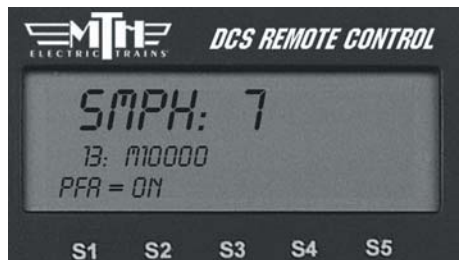 MTH DCS REMOTE CONTROL
ELECTRIC TRAINS
SMPH: 7
13: M10000
PFA = ON
S1 S2 S3 S4 S5